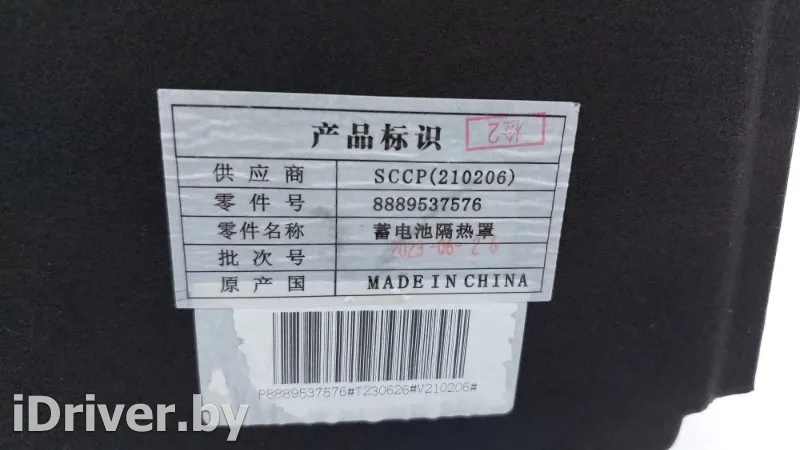 产品标识 检2
供应商 SCCP(210206)
零件号 8889537576
零件名称 蓄电池隔热罩
批次号 2023-06-26
原产国 MADE IN CHINA
P8889537576#T230626#V210206#
iDriver.by